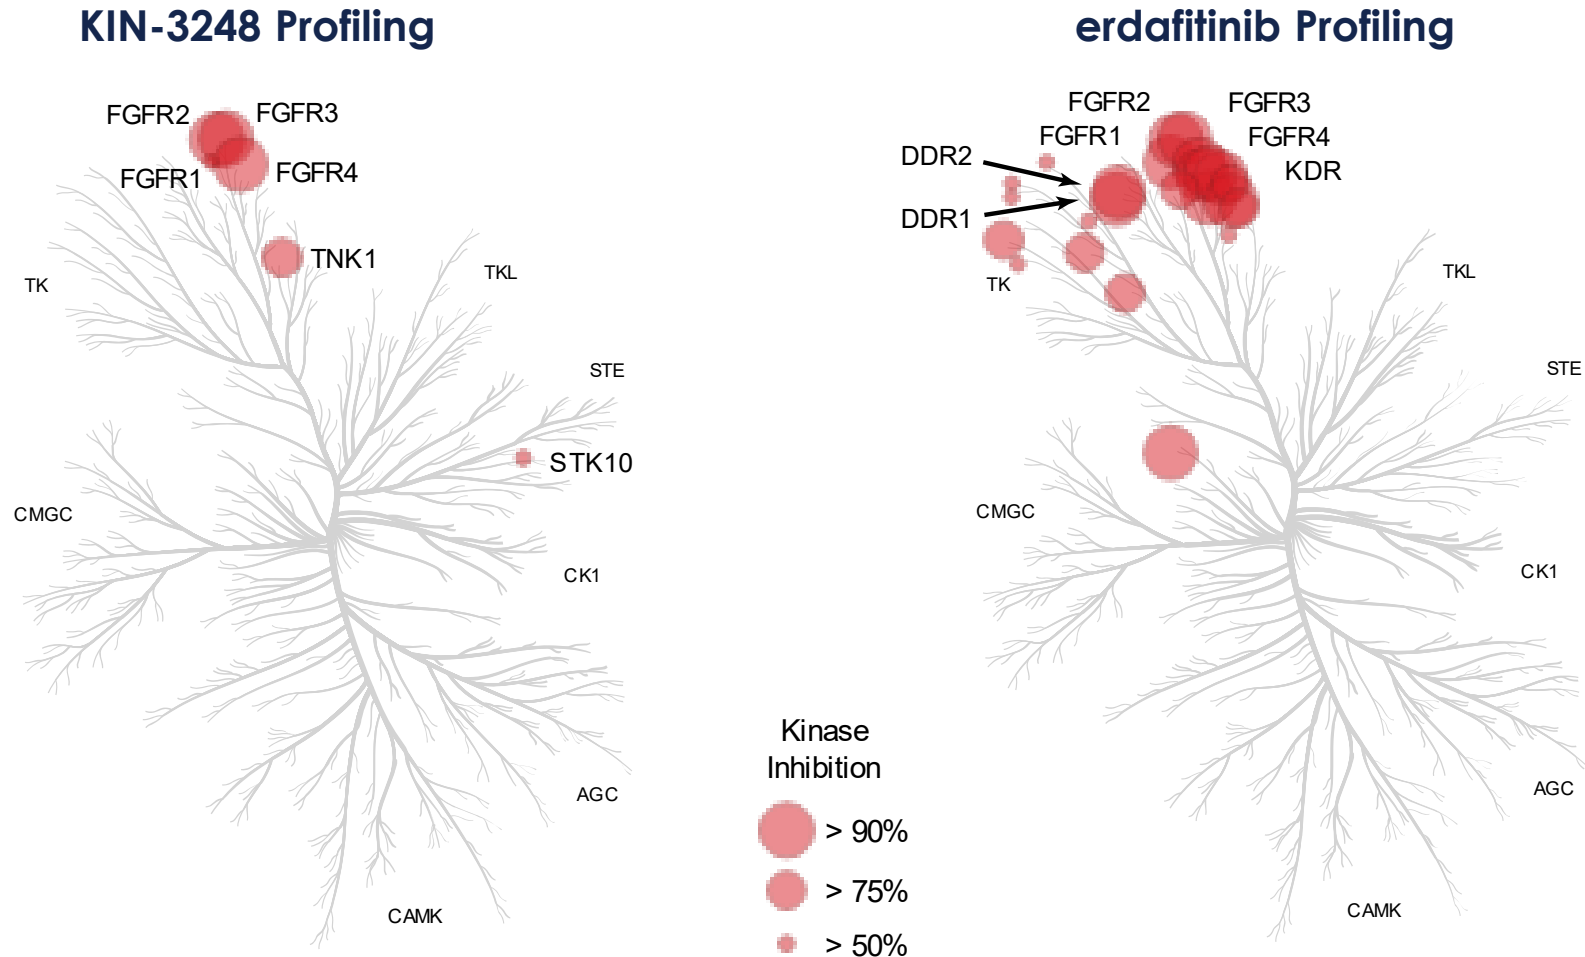 KIN-3248 Profiling
FGFR2
FGFR3
FGFR1
FGFR4
TNK1
TK
TKL
STE
STK10
CMGC
CK1
AGC
CAMK
erdafitinib Profiling
FGFR2
FGFR3
FGFR1
FGFR4
DDR2
KDR
DDR1
TK
TKL
STE
CMGC
CK1
AGC
CAMK
Kinase
Inhibition
> 90%
> 75%
> 50%